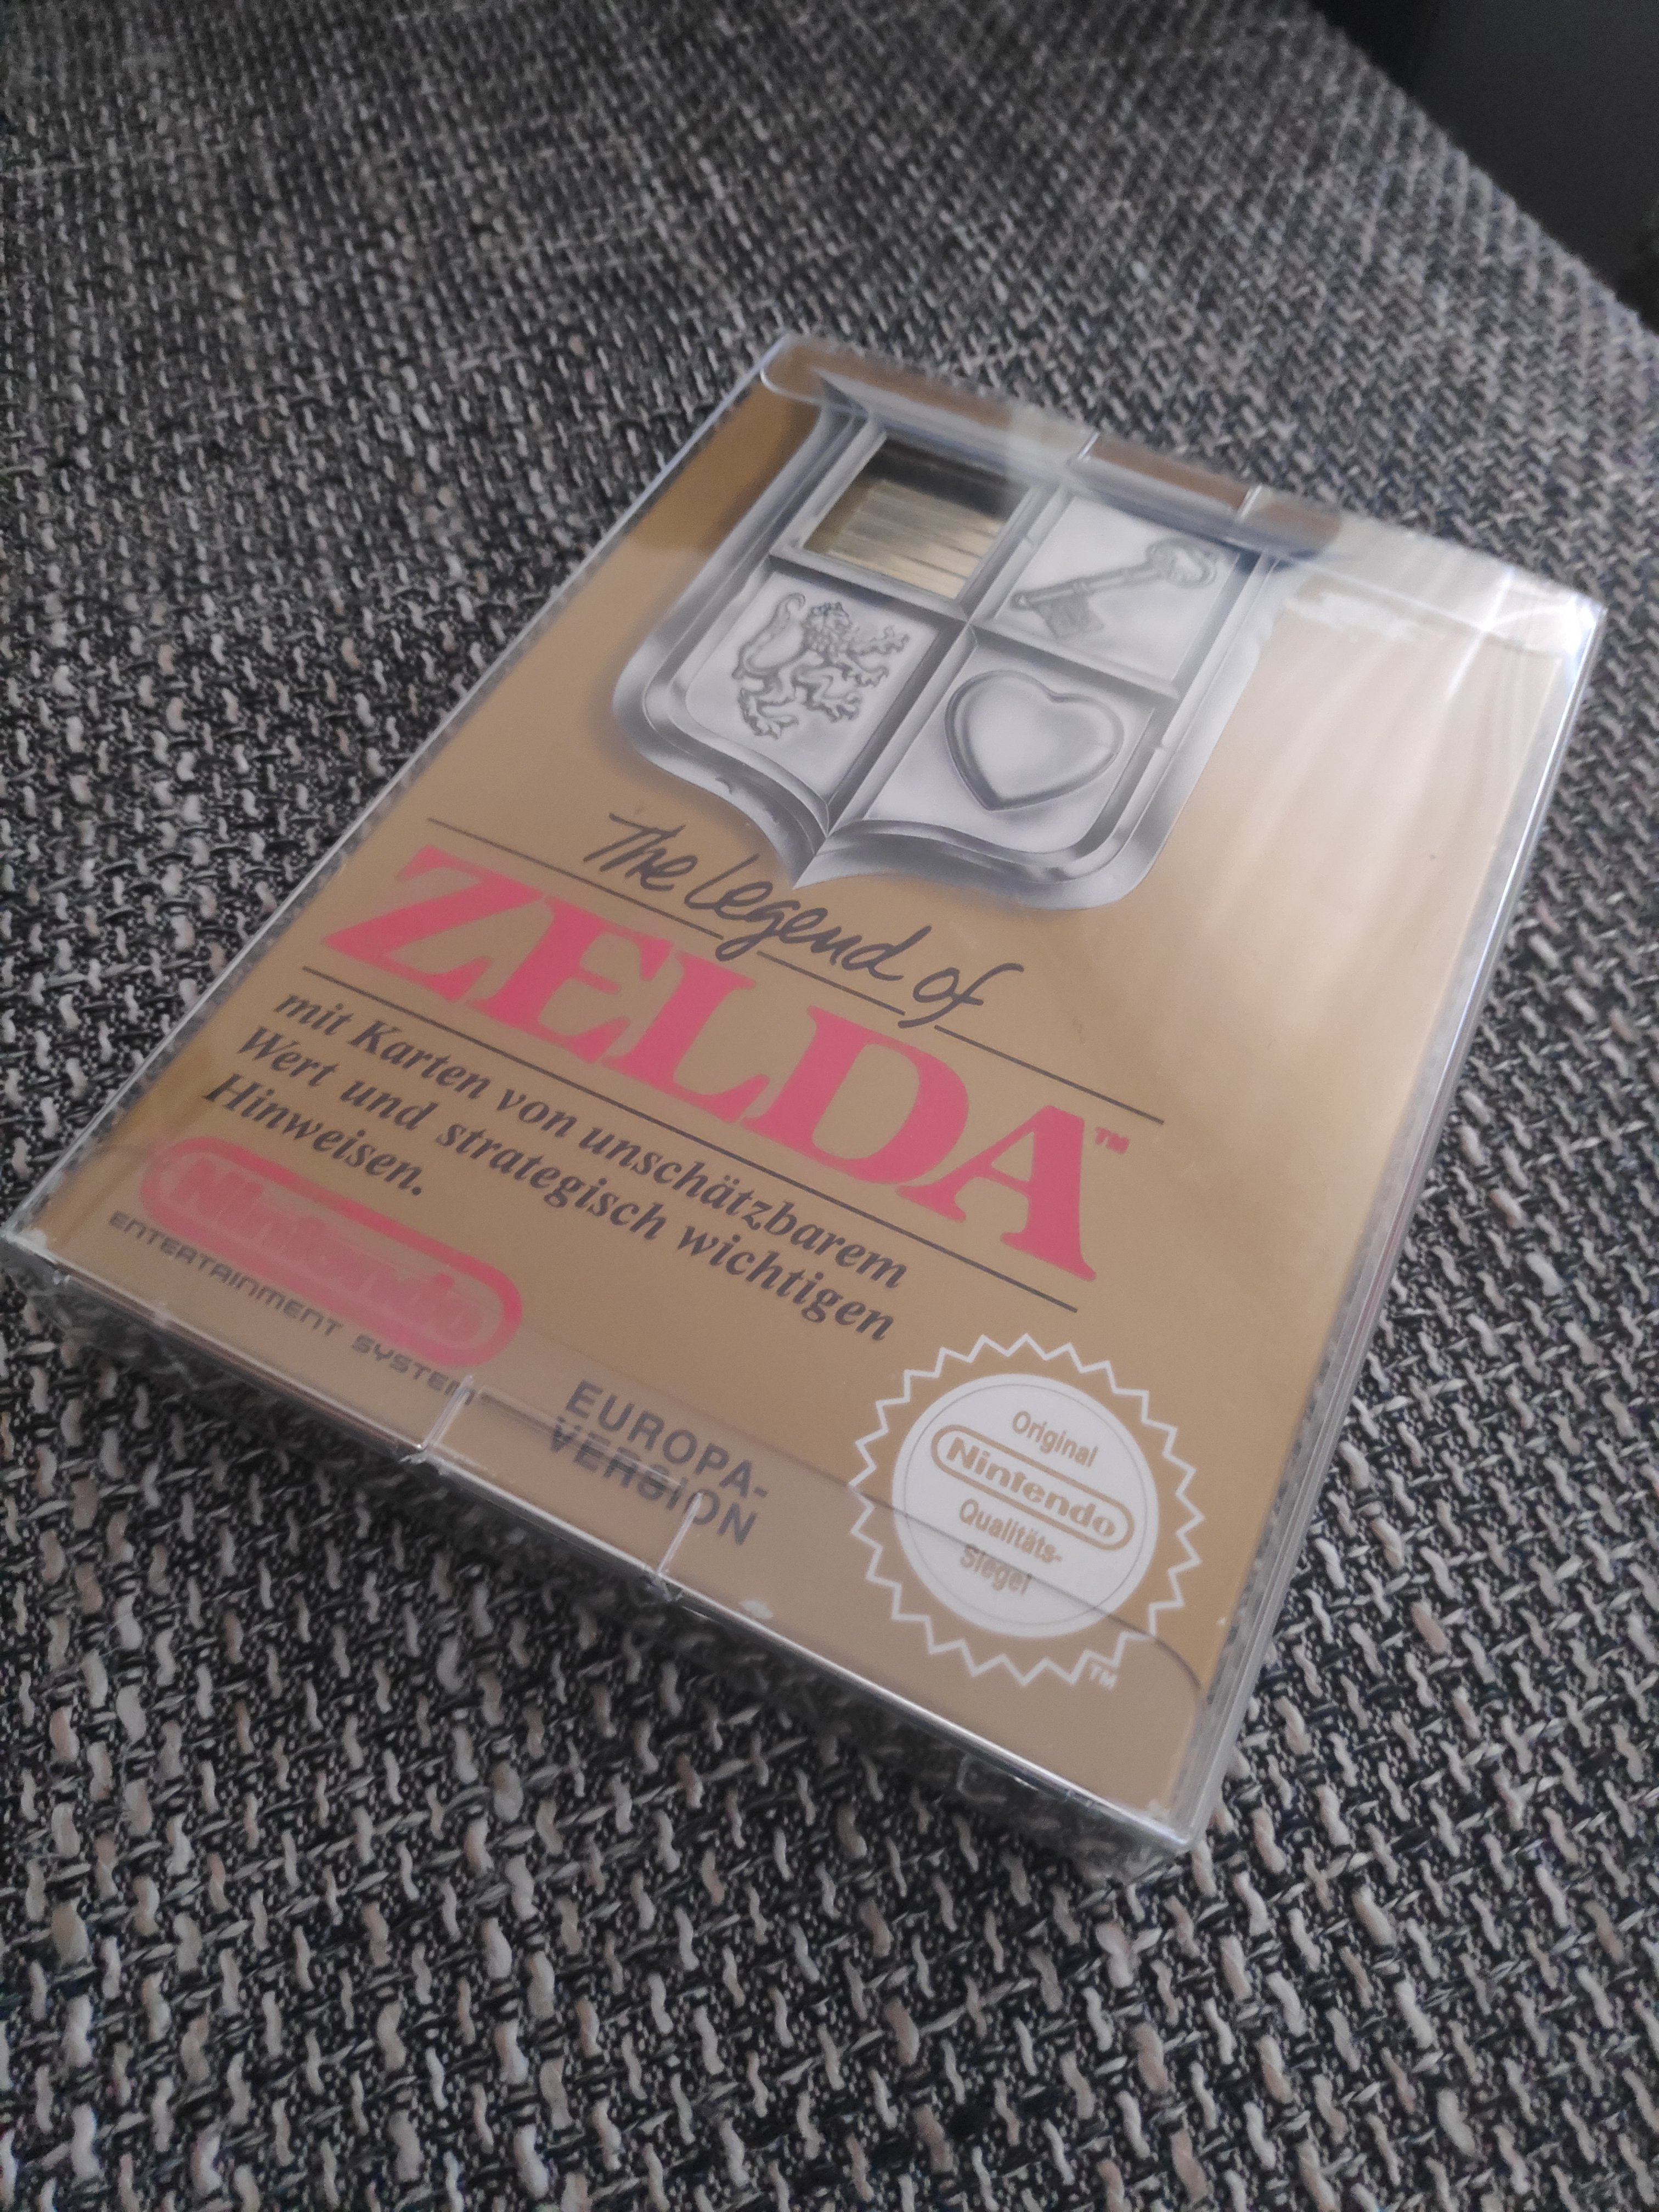 The Legend of
ZELDA™
mit Karten von unschätzbarem
Wert und strategisch wichtigen
Hinweisen.
Nintendo
ENTERTAINMENT SYSTEM
EUROPA-
VERSION
Original
Nintendo
Qualitäts-
Siegel
TM